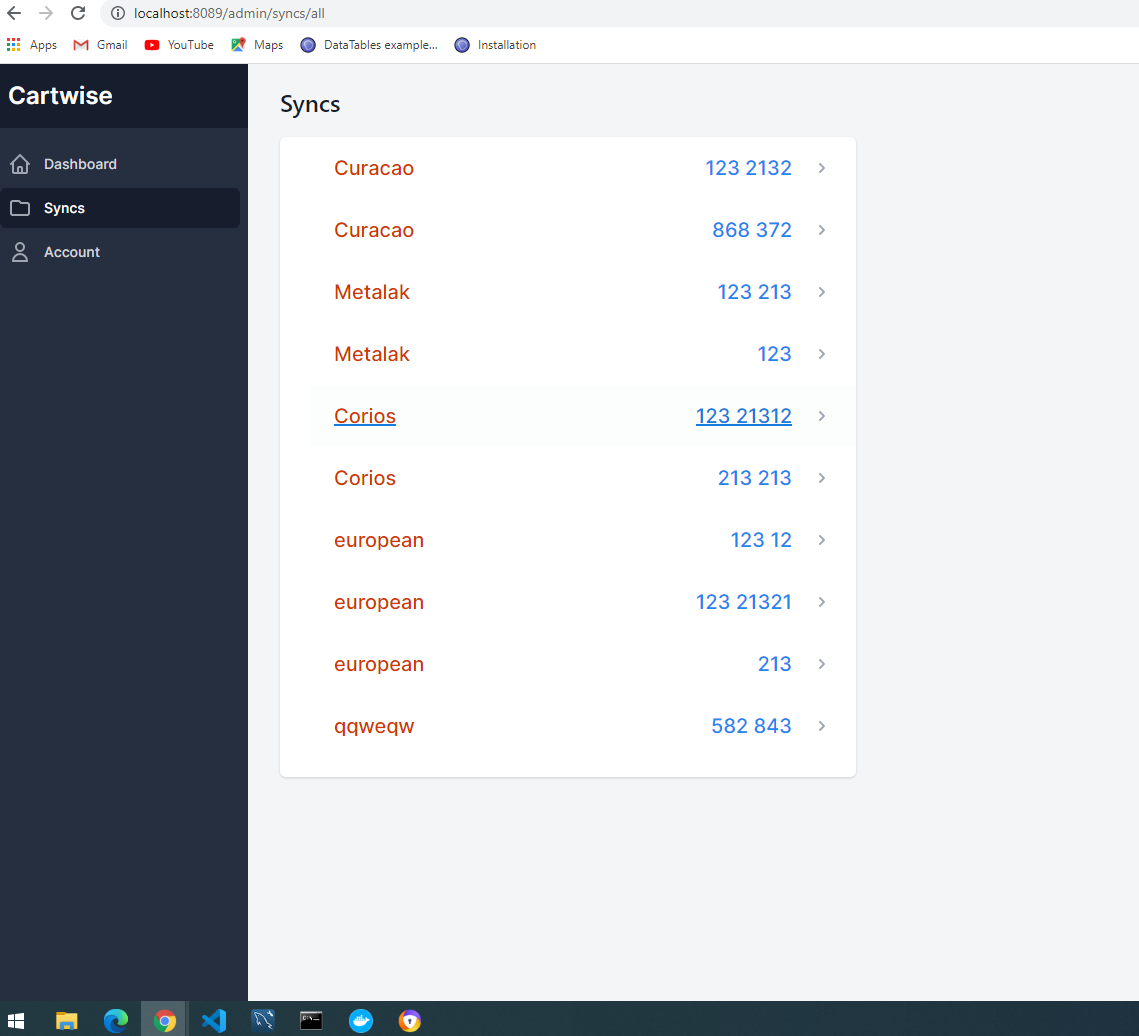 localhost:8089/admin/syncs/all
Apps Gmail YouTube Maps DataTables example... Installation
Cartwise
Dashboard
Syncs
Account
Syncs
Curacao 123 2132
Curacao 868 372
Metalak 123 213
Metalak 123
Corios 123 21312
Corios 213 213
european 123 12
european 123 21321
european 213
qqweqw 582 843